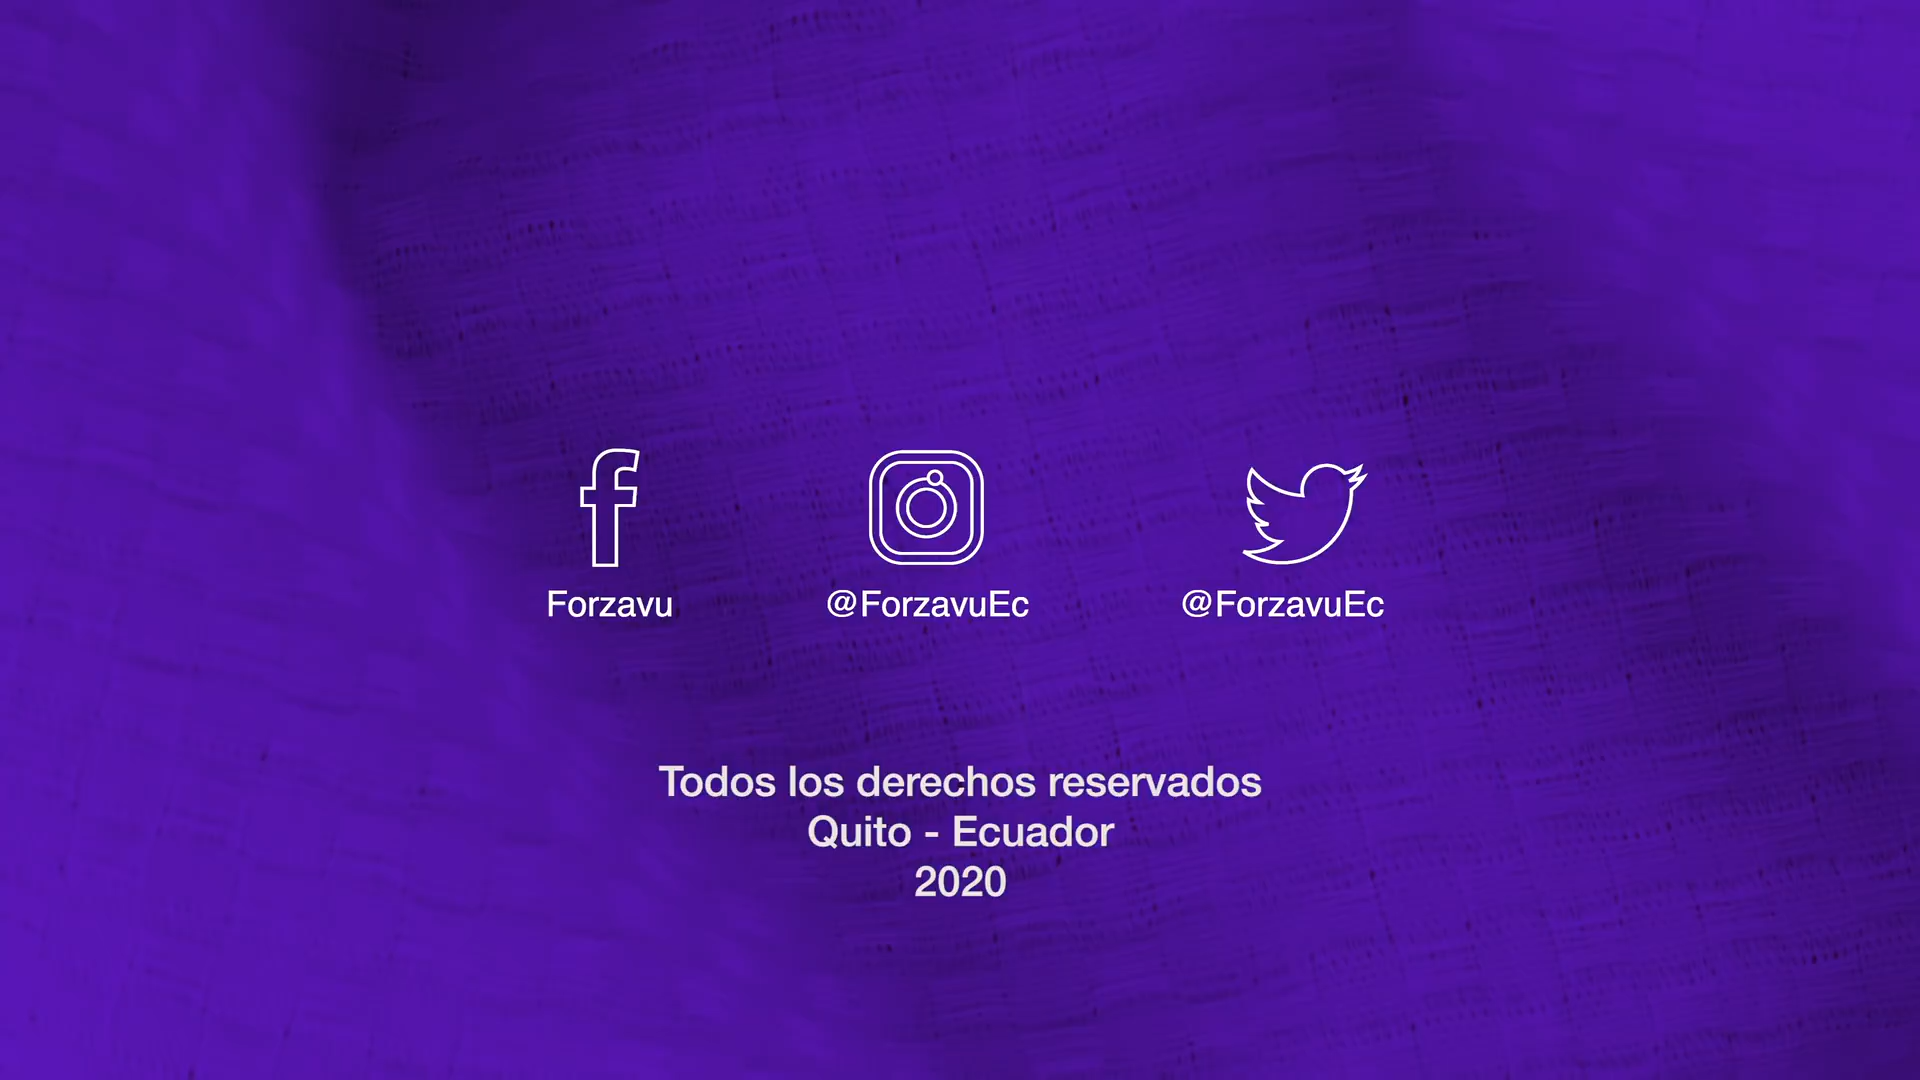 Forzavu
@ForzavuEc
@ForzavuEc
Todos los derechos reservados
Quito - Ecuador
2020